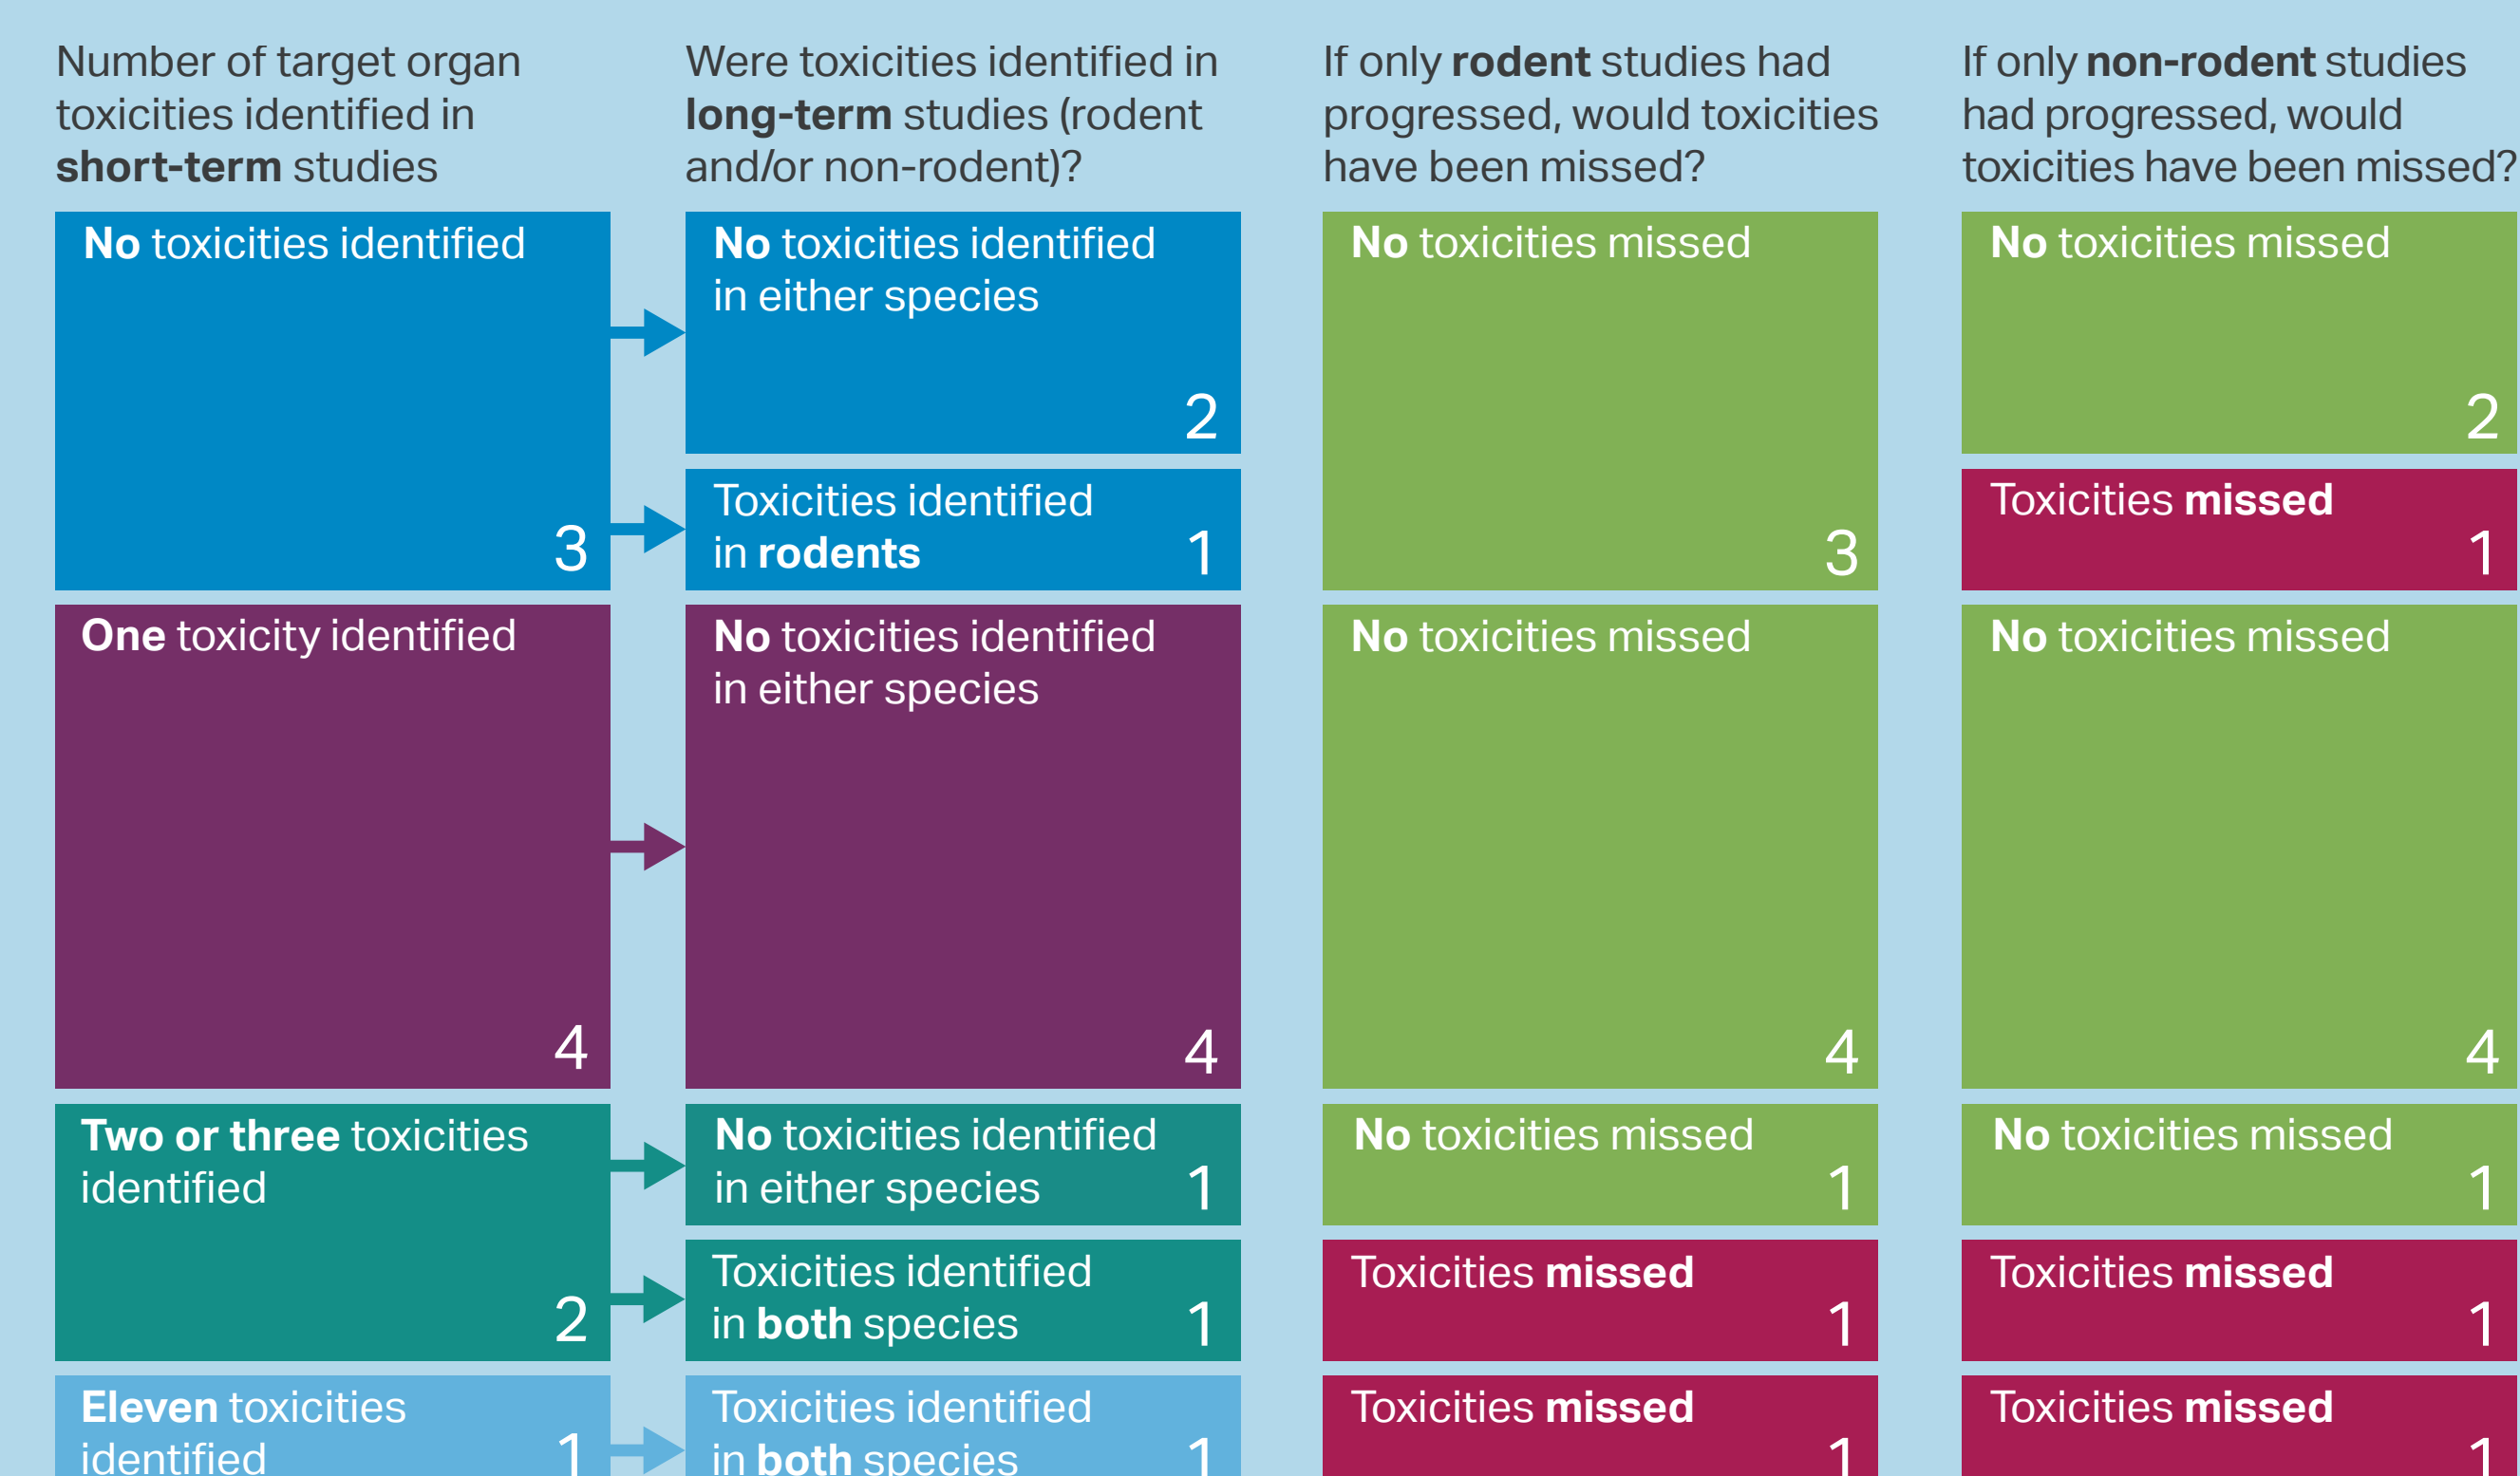 Number of target organ
toxicities identified in
short-term studies
Were toxicities identified in
long-term studies (rodent
and/or non-rodent)?
If only rodent studies had
progressed, would toxicities
have been missed?
If only non-rodent studies
had progressed, would
toxicities have been missed?
No toxicities identified
3
No toxicities identified
in either species
2
Toxicities identified
in rodents
1
No toxicities missed
3
No toxicities missed
2
Toxicities missed
1
One toxicity identified
4
No toxicities identified
in either species
4
No toxicities missed
4
No toxicities missed
4
Two or three toxicities
identified
2
No toxicities identified
in either species
1
Toxicities identified
in both species
1
No toxicities missed
1
Toxicities missed
1
No toxicities missed
1
Toxicities missed
1
Eleven toxicities
identified
1
Toxicities identified
in both species
1
Toxicities missed
1
Toxicities missed
1